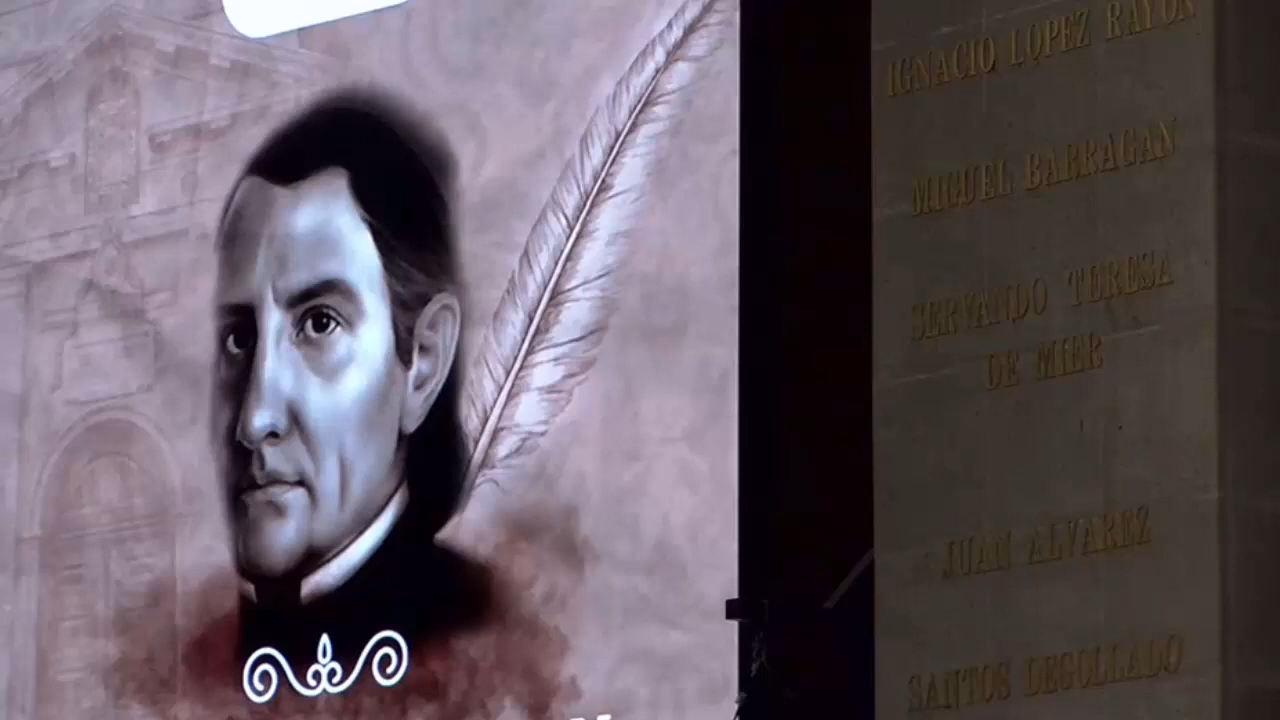 IGNACIO LOPEZ RAYON
MIGUEL BARRAGAN
SERVANDO TERESA
DE MIER
JUAN ALVAREZ
SANTOS DEGOLLADO